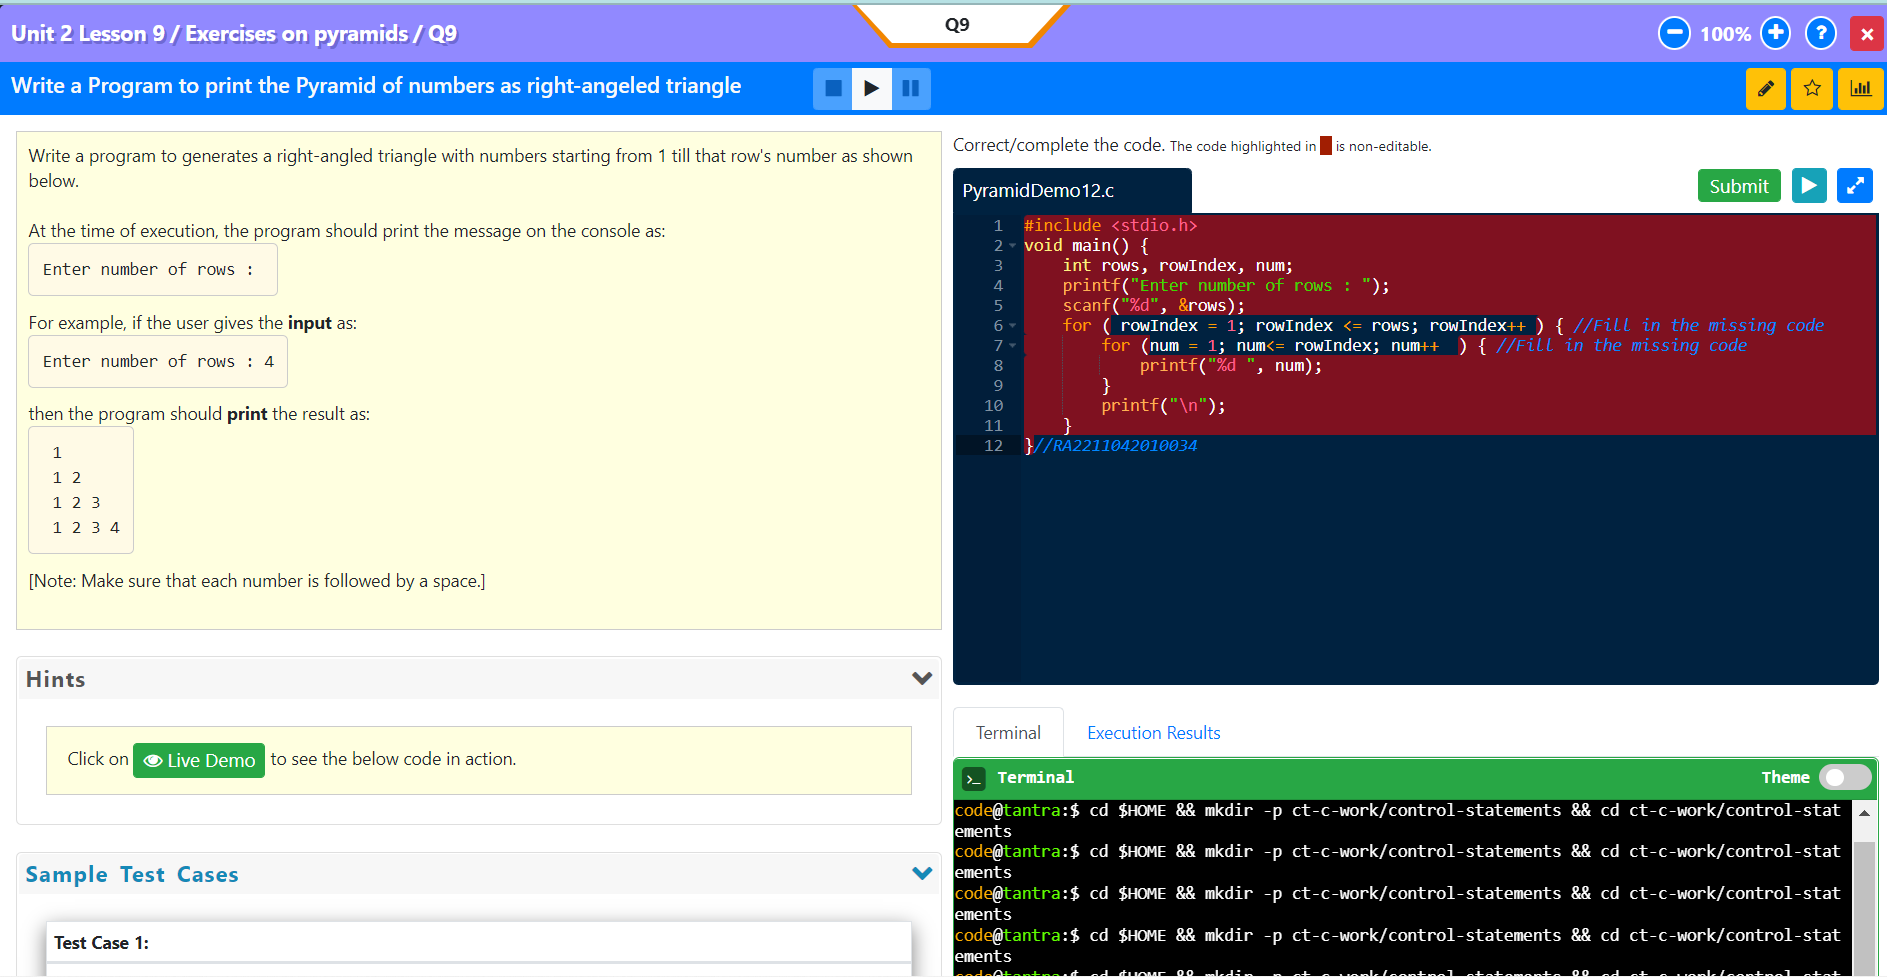 Unit 2 Lesson 9 / Exercises on pyramids / Q9
Q9
100%
?
Write a Program to print the Pyramid of numbers as right-angeled triangle
Write a program to generates a right-angled triangle with numbers starting from 1 till that row's number as shown
below.
At the time of execution, the program should print the message on the console as:
Enter number of rows :
For example, if the user gives the input as:
Enter number of rows : 4
then the program should print the result as:
1
1 2
1 2 3
1 2 3 4
[Note: Make sure that each number is followed by a space.]
Hints
Click on Live Demo to see the below code in action.
Sample Test Cases
Test Case 1:
Correct/complete the code. The code highlighted in is non-editable.
PyramidDemo12.c
Submit
1 #include <stdio.h>
2 void main() {
3 int rows, rowIndex, num;
4 printf("Enter number of rows : ");
5 scanf("%d", &rows);
6 for ( rowIndex = 1; rowIndex <= rows; rowIndex++ ) { //Fill in the missing code
7 for (num = 1; num<= rowIndex; num++ ) { //Fill in the missing code
8 printf("%d ", num);
9 }
10 printf("\n");
11 }
12 }//RA2211042010034
Terminal
Execution Results
>_ Terminal
Theme
code@tantra:$ cd $HOME && mkdir -p ct-c-work/control-statements && cd ct-c-work/control-stat
ements
code@tantra:$ cd $HOME && mkdir -p ct-c-work/control-statements && cd ct-c-work/control-stat
ements
code@tantra:$ cd $HOME && mkdir -p ct-c-work/control-statements && cd ct-c-work/control-stat
ements
code@tantra:$ cd $HOME && mkdir -p ct-c-work/control-statements && cd ct-c-work/control-stat
ements